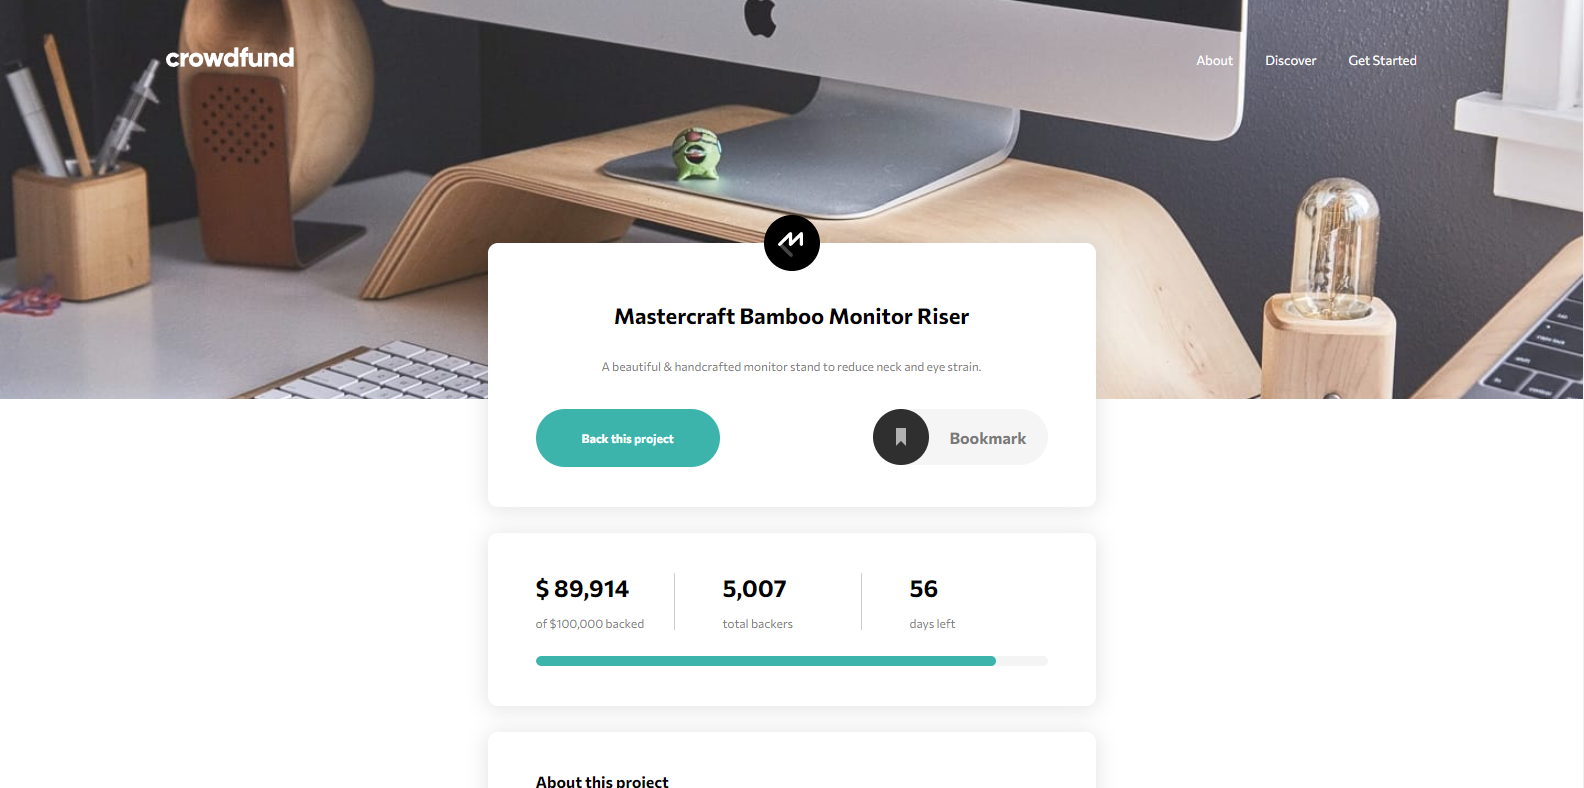 crowdfund
About
Discover
Get Started
Mastercraft Bamboo Monitor Riser
A beautiful & handcrafted monitor stand to reduce neck and eye strain.
Back this project
Bookmark
$ 89,914
5,007
56
of $100,000 backed
total backers
days left
About this project